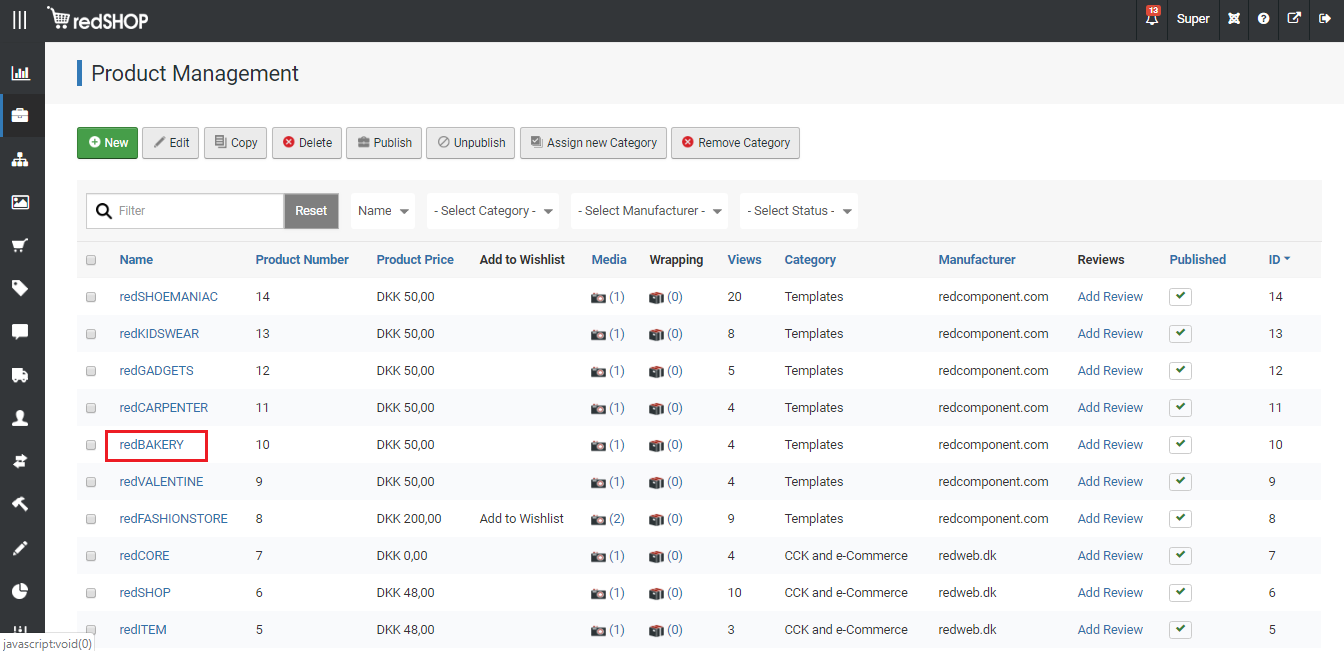 redSHOP 13 Super
Product Management
New Edit Copy Delete Publish Unpublish Assign new Category Remove Category
Filter Reset Name - Select Category - - Select Manufacturer - - Select Status -
Name Product Number Product Price Add to Wishlist Media Wrapping Views Category Manufacturer Reviews Published ID
redSHOEMANIAC 14 DKK 50,00 (1) (0) 20 Templates redcomponent.com Add Review 14
redKIDSWEAR 13 DKK 50,00 (1) (0) 8 Templates redcomponent.com Add Review 13
redGADGETS 12 DKK 50,00 (1) (0) 5 Templates redcomponent.com Add Review 12
redCARPENTER 11 DKK 50,00 (1) (0) 4 Templates redcomponent.com Add Review 11
redBAKERY 10 DKK 50,00 (1) (0) 4 Templates redcomponent.com Add Review 10
redVALENTINE 9 DKK 50,00 (1) (0) 4 Templates redcomponent.com Add Review 9
redFASHIONSTORE 8 DKK 200,00 Add to Wishlist (2) (0) 9 Templates redcomponent.com Add Review 8
redCORE 7 DKK 0,00 (1) (0) 4 CCK and e-Commerce redweb.dk Add Review 7
redSHOP 6 DKK 48,00 (1) (0) 10 CCK and e-Commerce redweb.dk Add Review 6
redITEM 5 DKK 48,00 (1) (0) 3 CCK and e-Commerce redweb.dk Add Review 5
javascript:void(0)